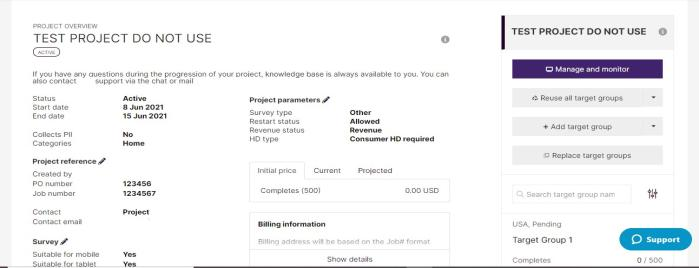 PROJECT OVERVIEW
TEST PROJECT DO NOT USE
ACTIVE
If you have any questions during the progression of your project, knowledge base is always available to you. You can
also contact support via the chat or mail
Status Active
Start date 8 Jun 2021
End date 15 Jun 2021
Collects PII No
Categories Home
Project reference
Created by
PO number 123456
Job number 1234567
Contact Project
Contact email
Survey
Suitable for mobile Yes
Suitable for tablet Yes
Project parameters
Survey type Other
Restart status Allowed
Revenue status Revenue
HD type Consumer HD required
Initial price Current Projected
Completes (500) 0.00 USD
Billing information
Billing address will be based on the Job# format
Show details
TEST PROJECT DO NOT USE
Manage and monitor
Reuse all target groups
+ Add target group
Replace target groups
Search target group nam
USA, Pending
Target Group 1
Support
Completes 0 / 500